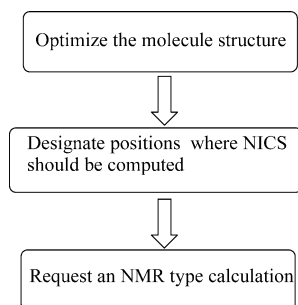 Optimize the molecule structure
Designate positions where NICS
should be computed
Request an NMR type calculation